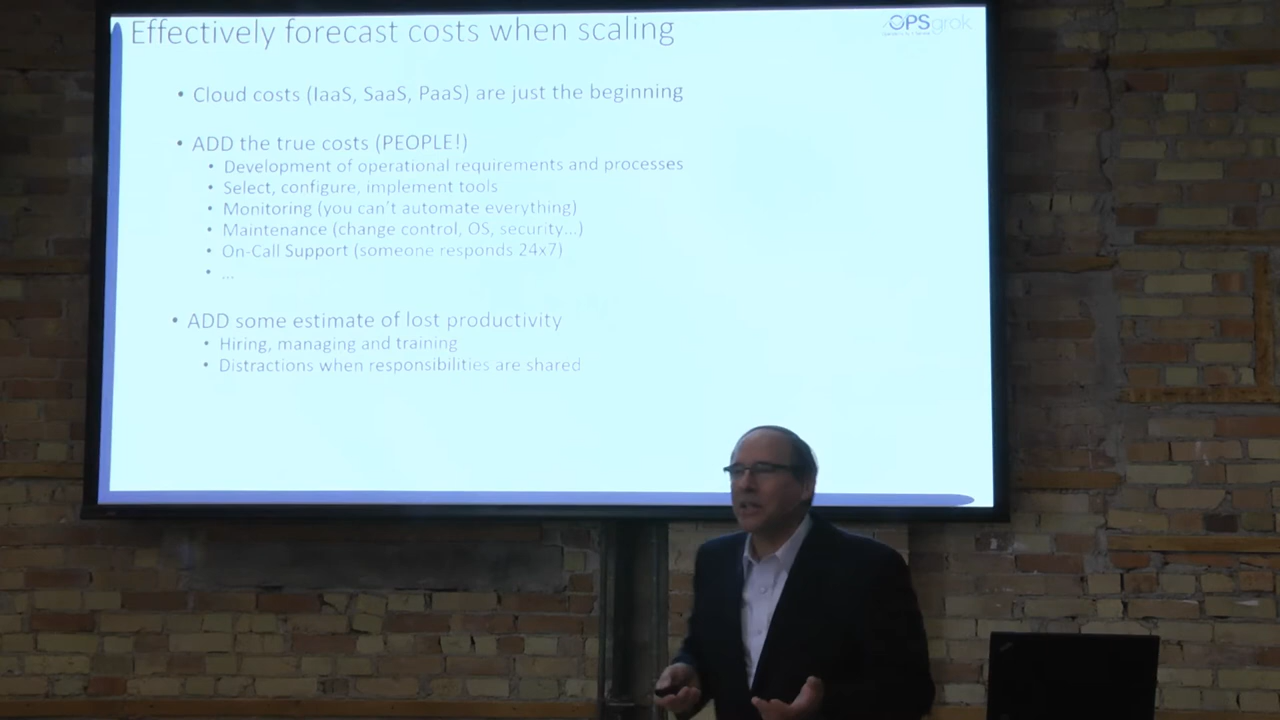 Effectively forecast costs when scaling
OPSgrok
• Cloud costs (IaaS, SaaS, PaaS) are just the beginning
• ADD the true costs (PEOPLE!)
• Development of operational requirements and processes
• Select, configure, implement tools
• Monitoring (you can't automate everything)
• Maintenance (change control, OS, security...)
• On-Call Support (someone responds 24x7)
• ...
• ADD some estimate of lost productivity
• Hiring, managing and training
• Distractions when responsibilities are shared